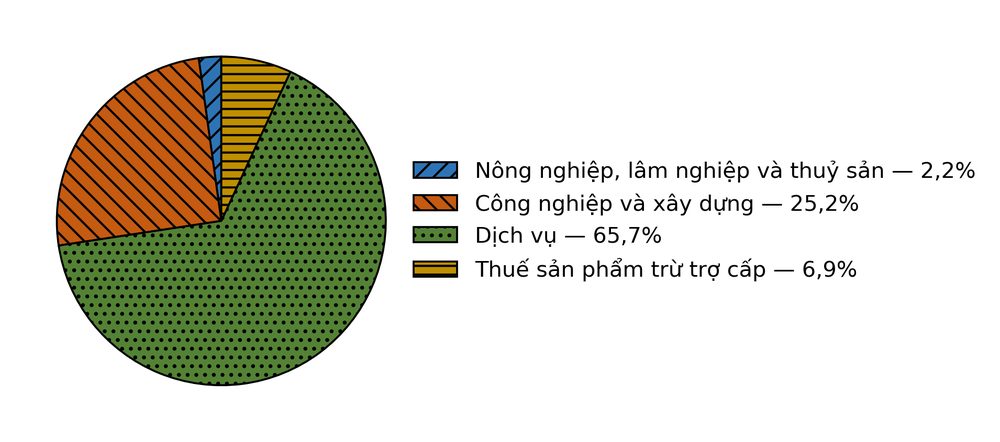 Nông nghiệp, lâm nghiệp và thuỷ sản — 2,2%
Công nghiệp và xây dựng — 25,2%
Dịch vụ — 65,7%
Thuế sản phẩm trừ trợ cấp — 6,9%